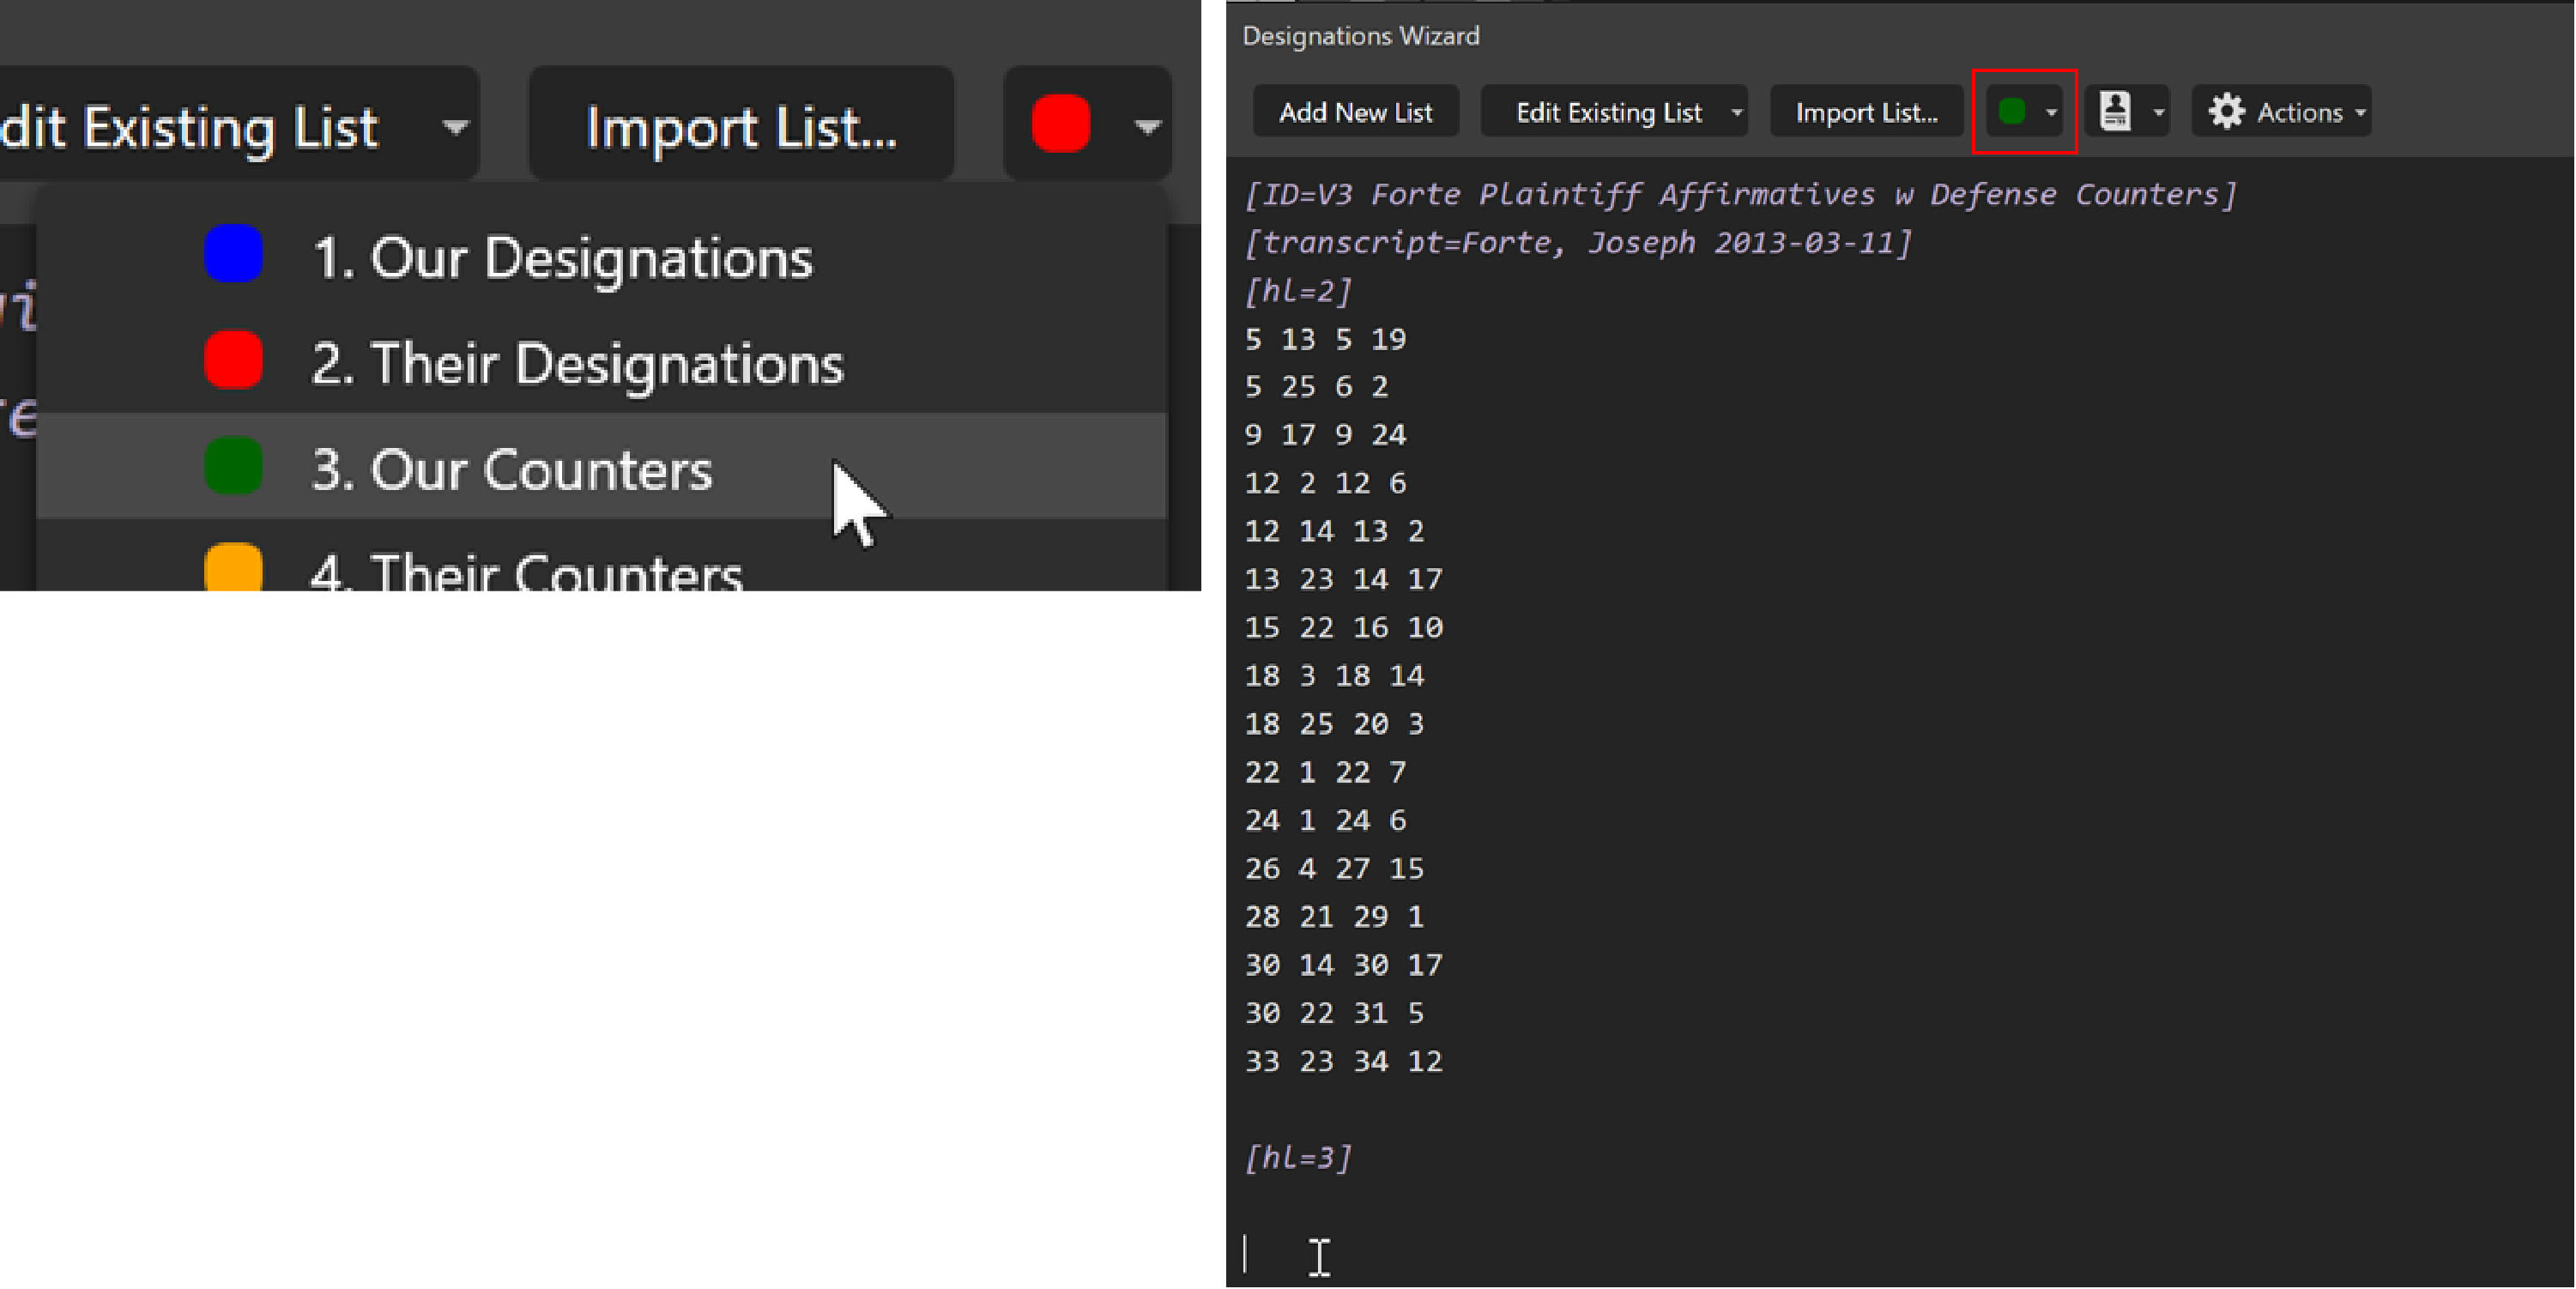 dit Existing List
Import List...
1. Our Designations
2. Their Designations
3. Our Counters
4. Their Counters
Designations Wizard
Add New List
Edit Existing List
Import List...
Actions
[ID=V3 Forte Plaintiff Affirmatives w Defense Counters]
[transcript=Forte, Joseph 2013-03-11]
[hl=2]
5 13 5 19
5 25 6 2
9 17 9 24
12 2 12 6
12 14 13 2
13 23 14 17
15 22 16 10
18 3 18 14
18 25 20 3
22 1 22 7
24 1 24 6
26 4 27 15
28 21 29 1
30 14 30 17
30 22 31 5
33 23 34 12
[hl=3]